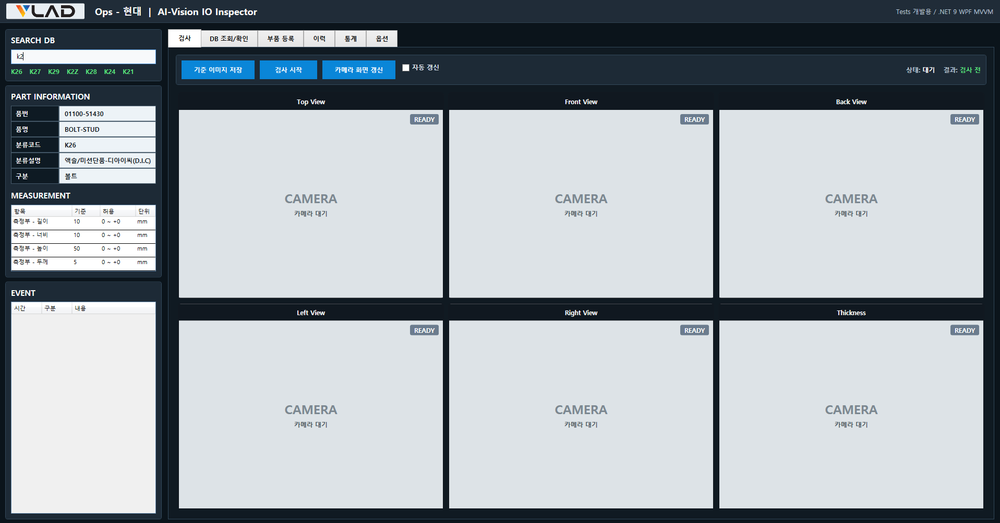 VLAD
Ops - 현대 | AI-Vision IO Inspector
Tests 개발용 / .NET 9 WPF MVVM
SEARCH DB
k2
K26 K27 K29 K2Z K28 K24 K21
PART INFORMATION
품번 01100-51430
품명 BOLT-STUD
분류코드 K26
분류설명 액슬/미션단품-디아이씨(D.I.C)
구분 볼트
MEASUREMENT
항목 기준 허용 단위
측정부 - 길이 10 0 ~ +0 mm
측정부 - 너비 10 0 ~ +0 mm
측정부 - 높이 50 0 ~ +0 mm
측정부 - 두께 5 0 ~ +0 mm
EVENT
시간 구분 내용
검사 DB 조회/확인 부품 등록 이력 통계 옵션
기준 이미지 저장 검사 시작 카메라 화면 갱신 자동 갱신
상태: 대기 결과: 검사 전
Top View Front View Back View
READY READY READY
CAMERA CAMERA CAMERA
카메라 대기 카메라 대기 카메라 대기
Left View Right View Thickness
READY READY READY
CAMERA CAMERA CAMERA
카메라 대기 카메라 대기 카메라 대기